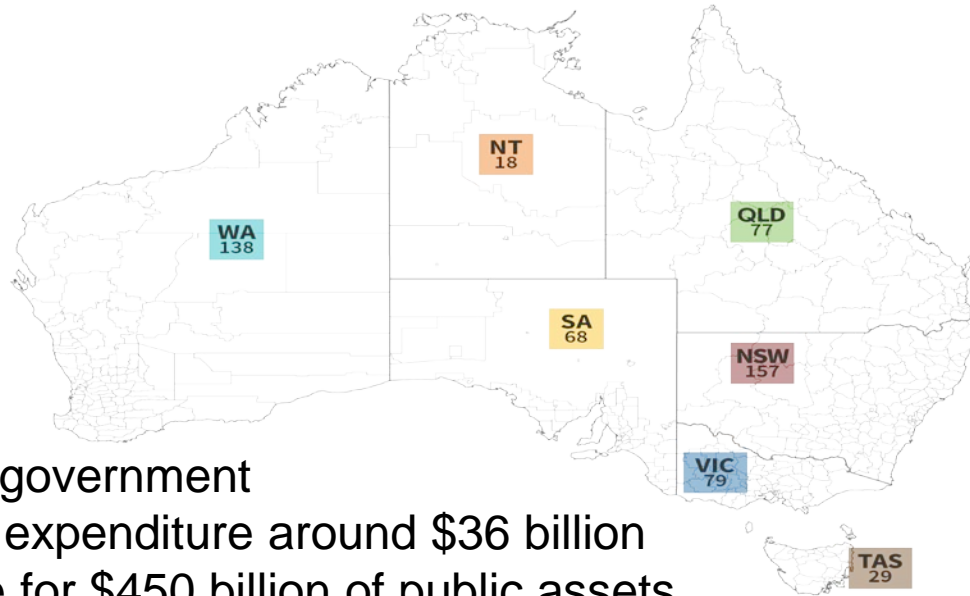 NT
18
QLD
77
WA
138
SA
68
NSW
157
VIC
79
government
expenditure around $36 billion
for $450 billion of public assets
TAS
29